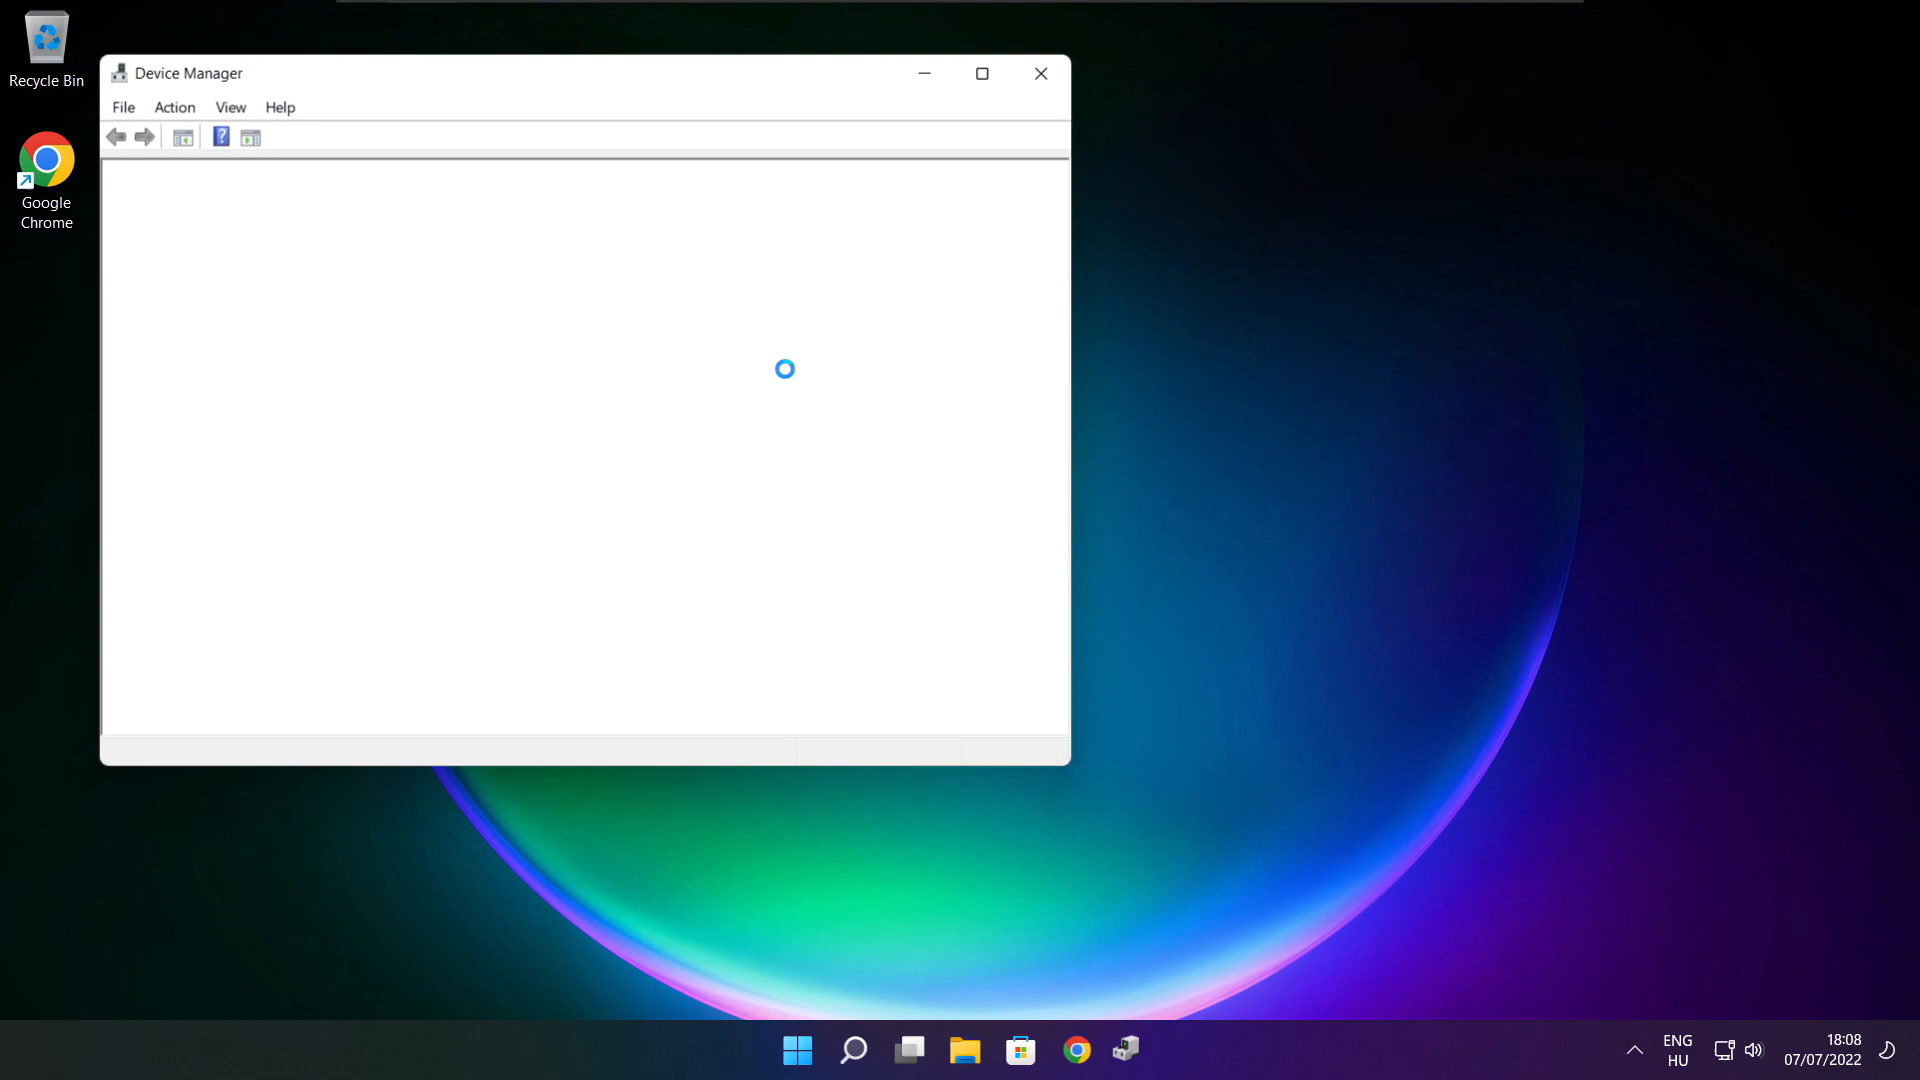 Recycle Bin
Google
Chrome
Device Manager
File Action View Help
?
ENG
HU
18:08
07/07/2022